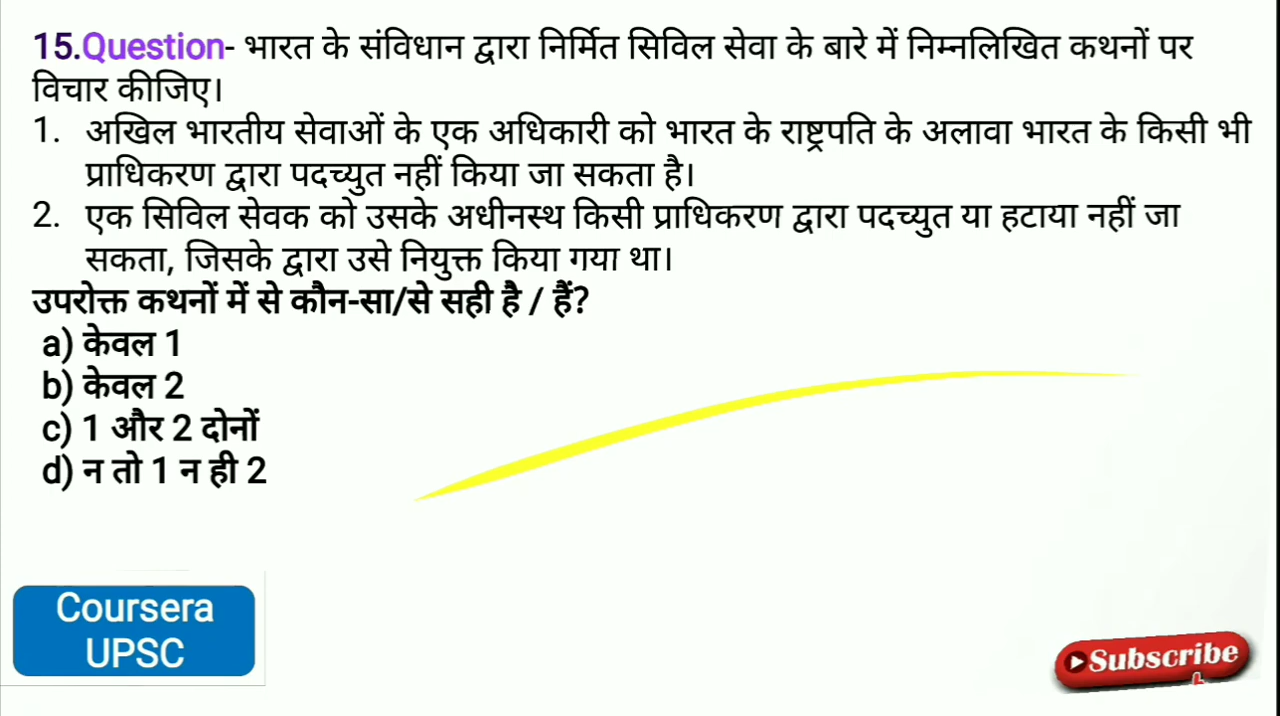 15.Question- भारत के संविधान द्वारा निर्मित सिविल सेवा के बारे में निम्नलिखित कथनों पर
विचार कीजिए।
1. अखिल भारतीय सेवाओं के एक अधिकारी को भारत के राष्ट्रपति के अलावा भारत के किसी भी
प्राधिकरण द्वारा पदच्युत नहीं किया जा सकता है।
2. एक सिविल सेवक को उसके अधीनस्थ किसी प्राधिकरण द्वारा पदच्युत या हटाया नहीं जा
सकता, जिसके द्वारा उसे नियुक्त किया गया था।
उपरोक्त कथनों में से कौन-सा/से सही है / हैं?
a) केवल 1
b) केवल 2
c) 1 और 2 दोनों
d) न तो 1 न ही 2
Coursera
UPSC
Subscribe